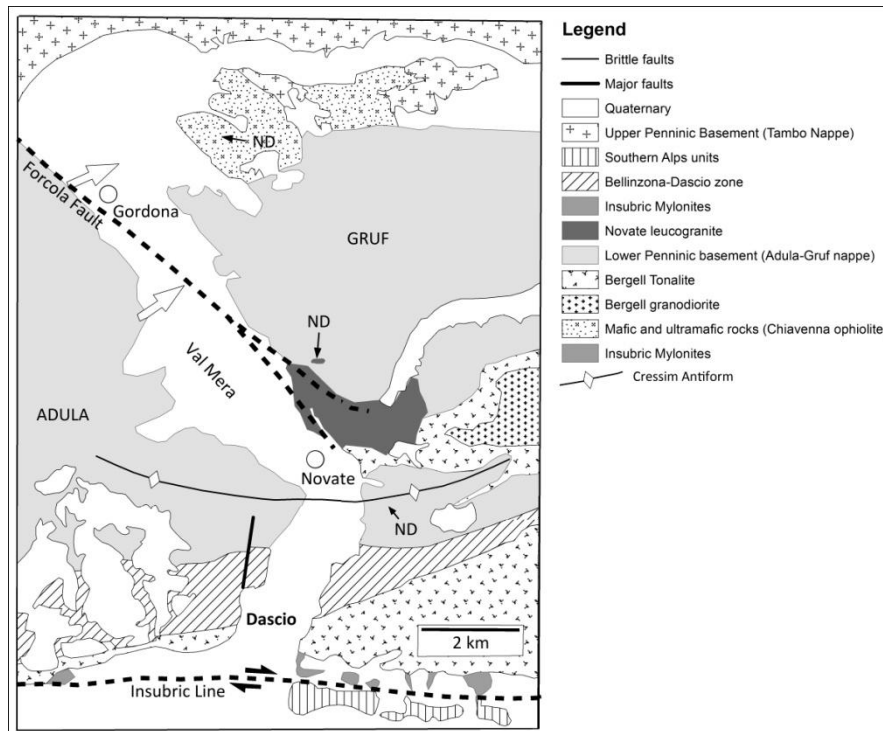 ND
Forcola Fault
Gordona
GRUF
ND
Val Mera
ADULA
Novate
ND
Dascio
2 km
Insubric Line
Legend
Brittle faults
Major faults
Quaternary
Upper Penninic Basement (Tambo Nappe)
Southern Alps units
Bellinzona-Dascio zone
Insubric Mylonites
Novate leucogranite
Lower Penninic basement (Adula-Gruf nappe)
Bergell Tonalite
Bergell granodiorite
Mafic and ultramafic rocks (Chiavenna ophiolite
Insubric Mylonites
Cressim Antiform